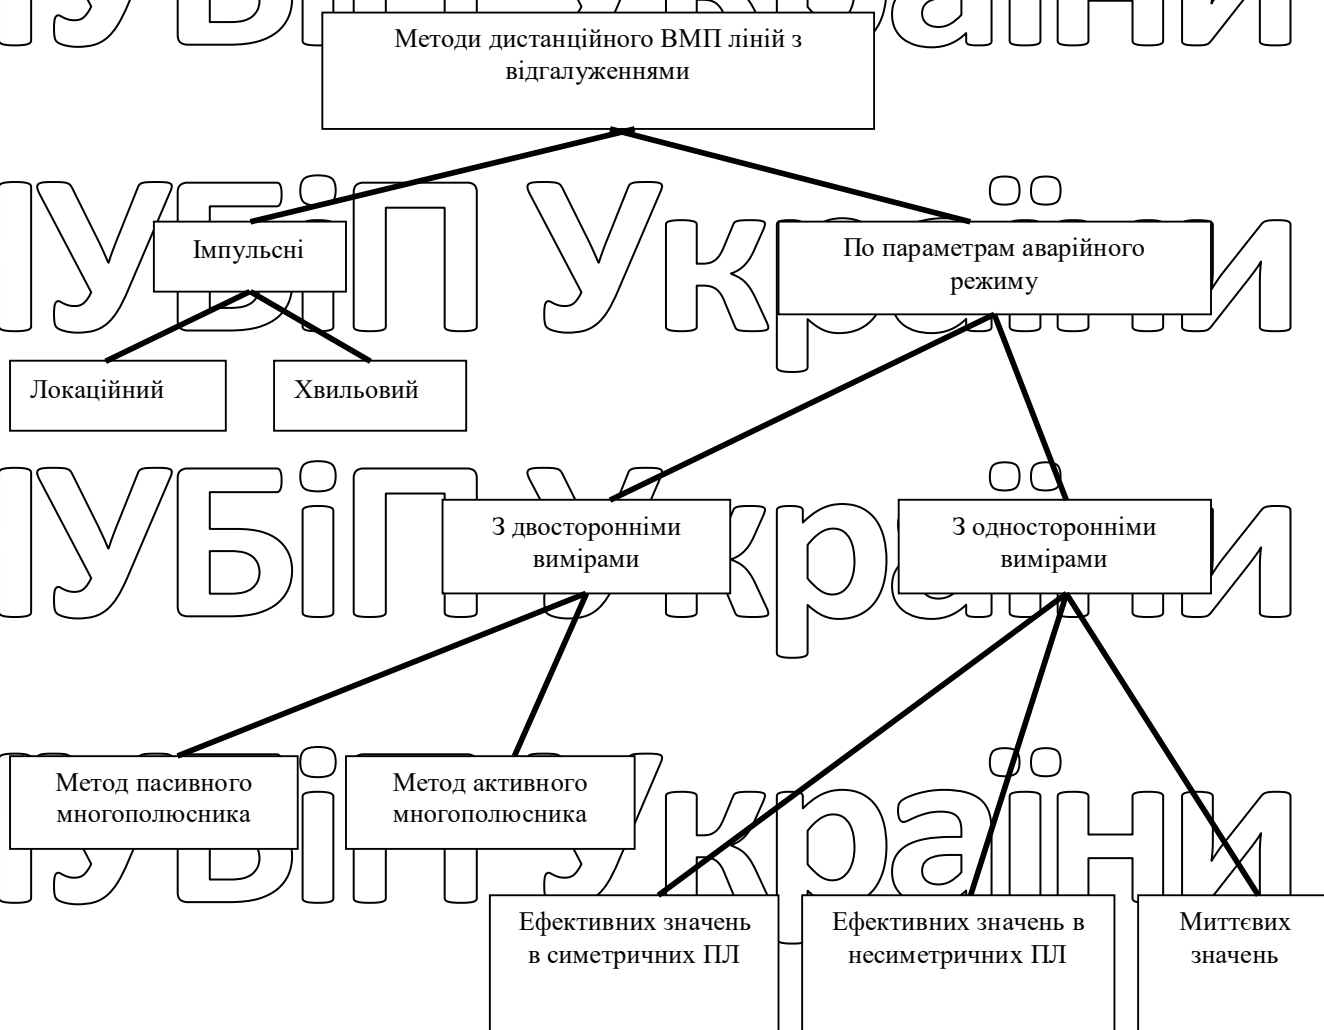 Методи дистанційного ВМП ліній з
відгалуженнями
НУБіП України
Імпульсні
По параметрам аварійного
режиму
Локаційний
Хвильовий
НУБіП України
З двосторонніми
вимірами
З односторонніми
вимірами
НУБіП України
Метод пасивного
многополюсника
Метод активного
многополюсника
НУБіП України
Ефективних значень
в симетричних ПЛ
Ефективних значень в
несиметричних ПЛ
Миттєвих
значень